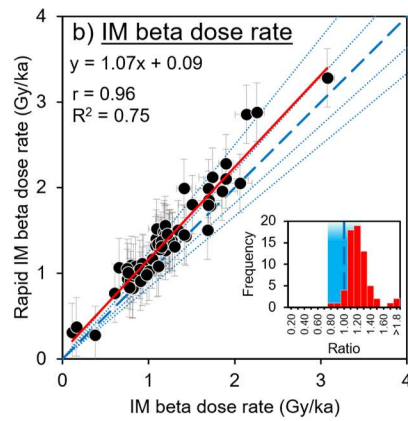 b) IM beta dose rate
y = 1.07x + 0.09
r = 0.96
R² = 0.75
Rapid IM beta dose rate (Gy/ka)
4
3
2
1
0
0 1 2 3 4
IM beta dose rate (Gy/ka)
Frequency
20
15
10
5
0
0.20 0.40 0.60 0.80 1.00 1.20 1.40 1.60 >1.8
Ratio